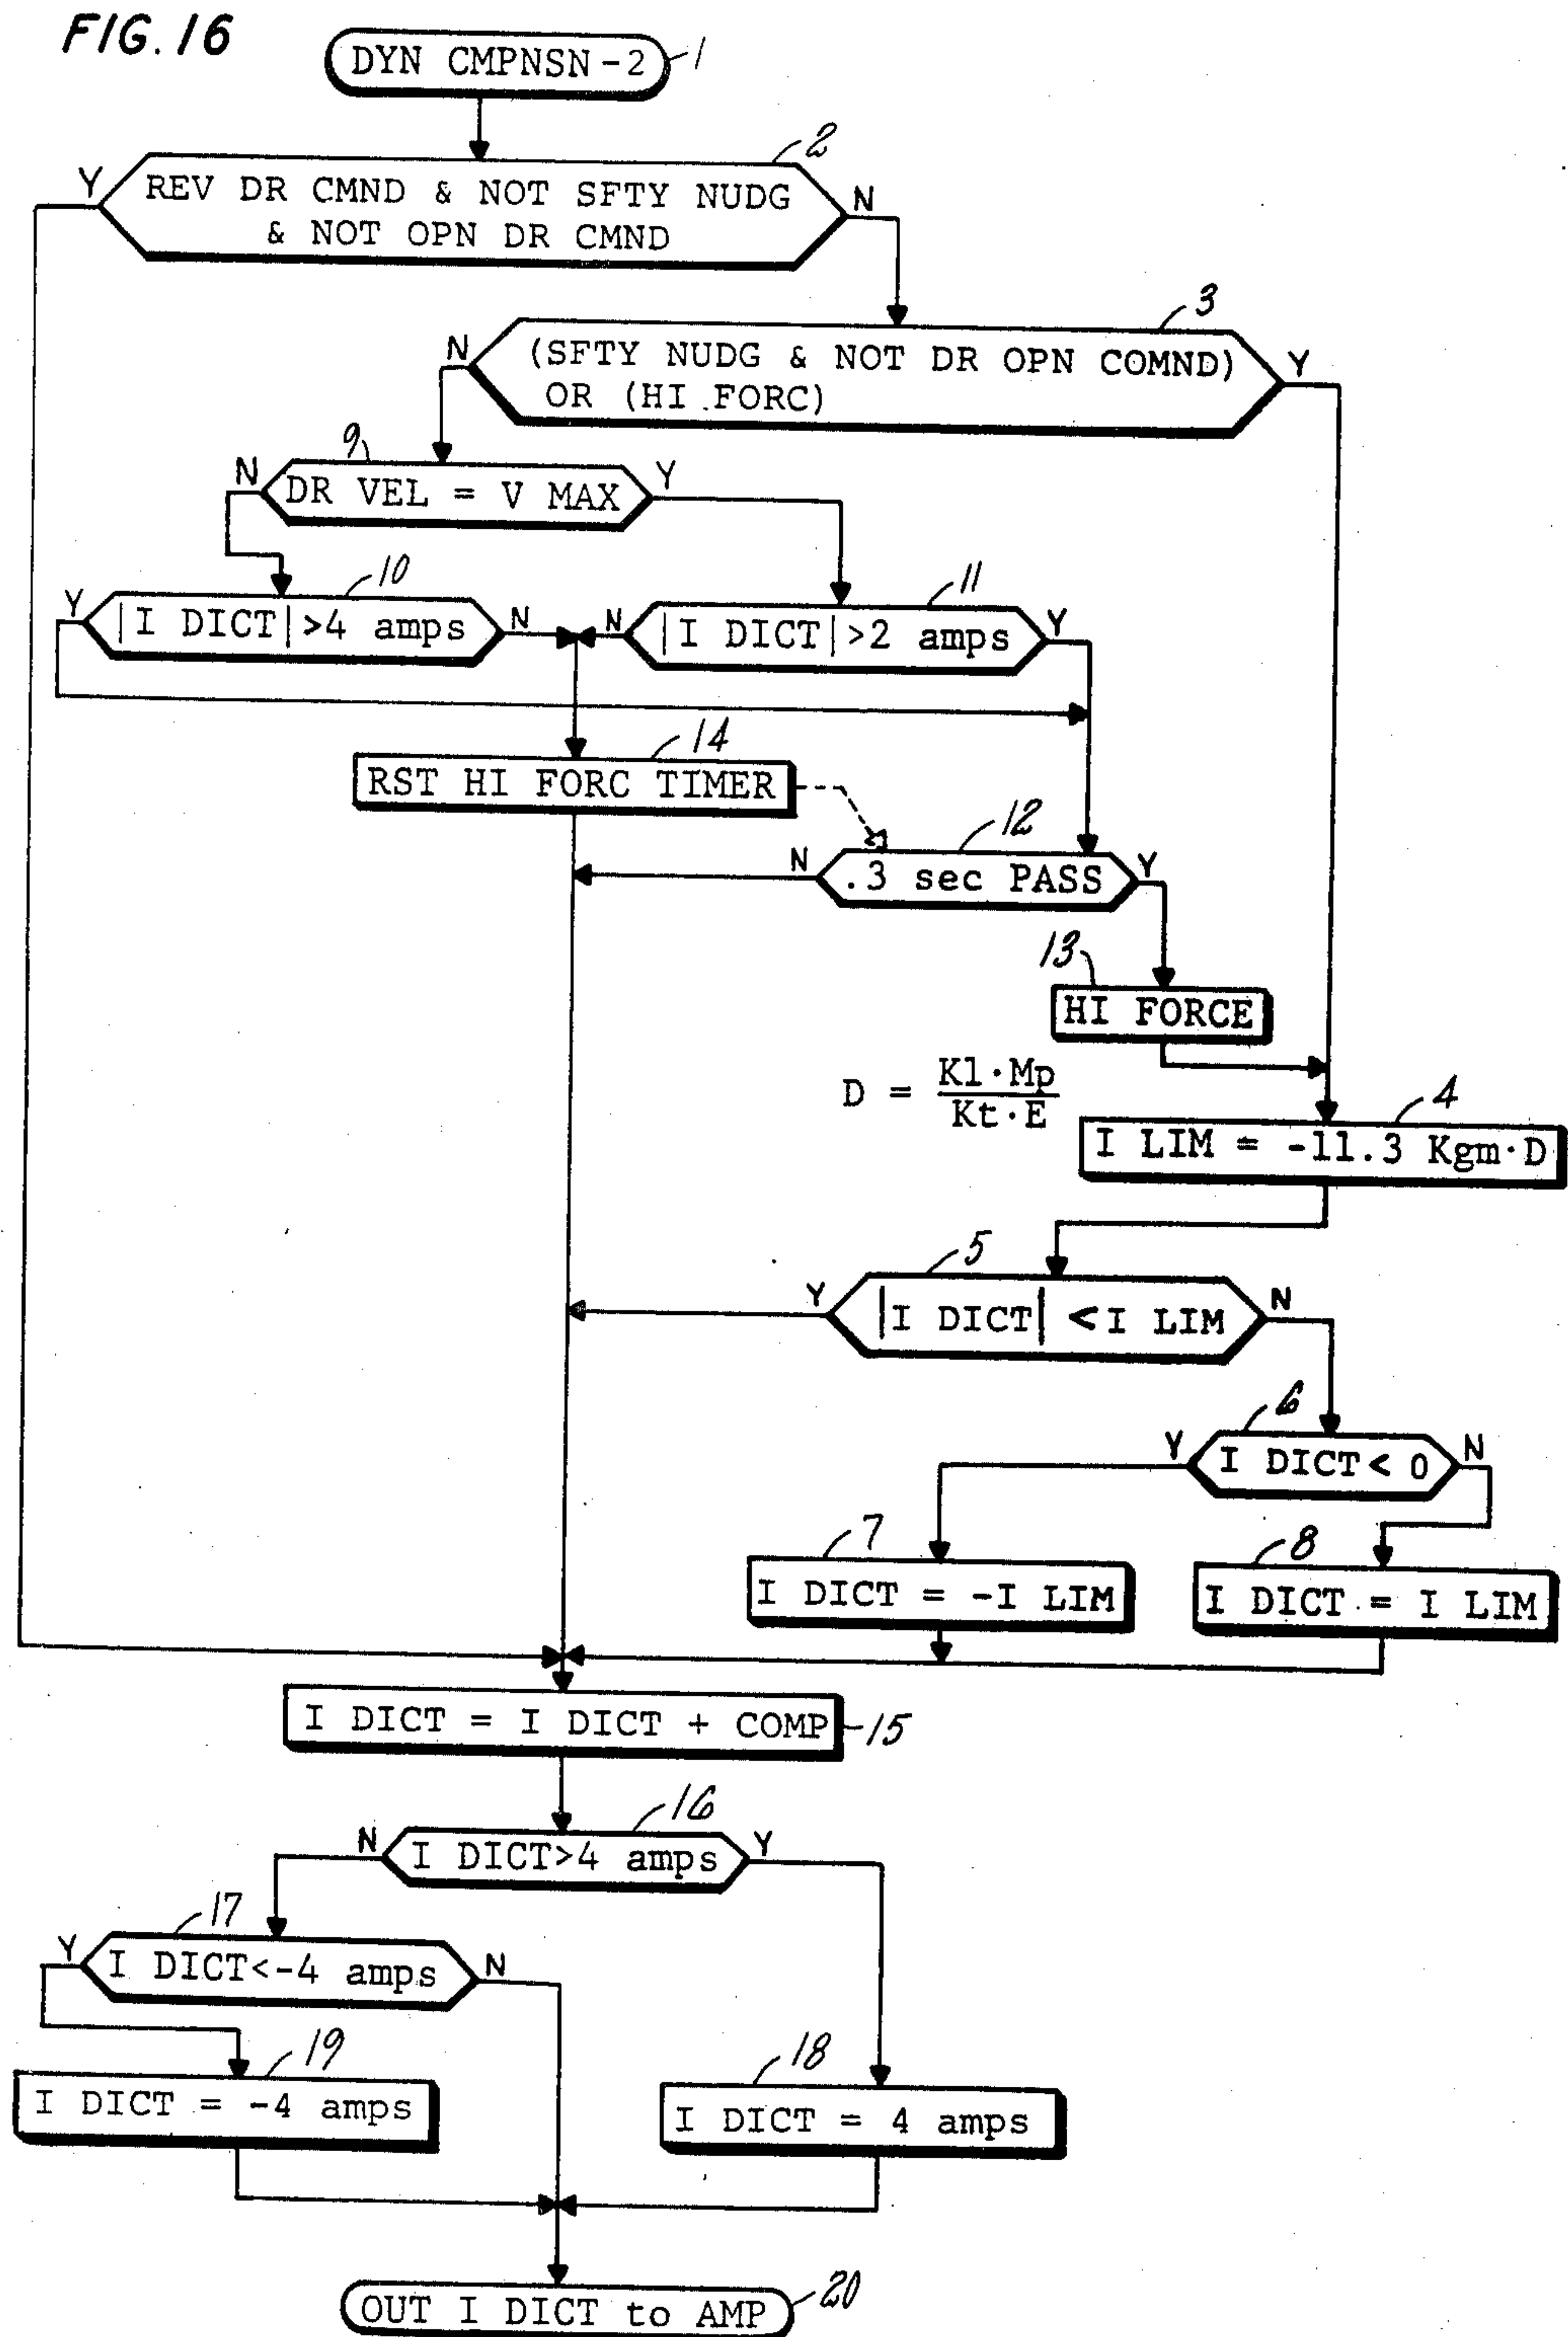 FIG. 16
DYN CMPNSN-2
1
2
Y
REV DR CMND & NOT SFTY NUDG
& NOT OPN DR CMND
N
3
N
(SFTY NUDG & NOT DR OPN COMND)
OR (HI FORC)
Y
9
N
DR VEL = V MAX
Y
10
Y
|I DICT|>4 amps
N
11
N
|I DICT|>2 amps
Y
14
RST HI FORC TIMER
12
N
.3 sec PASS
Y
13
HI FORCE
D = Kl·Mp
Kt·E
4
I LIM = -11.3 Kgm·D
5
Y
|I DICT| <I LIM
N
6
Y
I DICT< 0
N
7
I DICT = -I LIM
8
I DICT = I LIM
I DICT = I DICT + COMP
15
16
N
I DICT>4 amps
Y
17
Y
I DICT<-4 amps
N
19
I DICT = -4 amps
18
I DICT = 4 amps
OUT I DICT to AMP
20